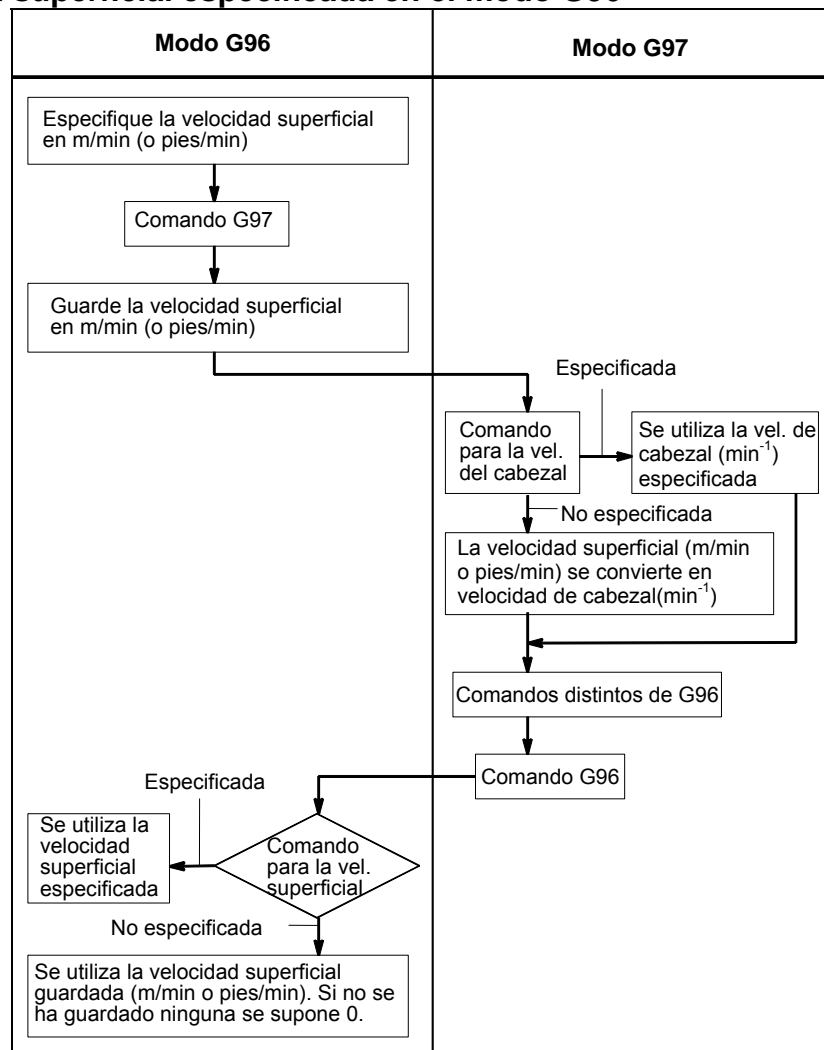 superficial especificada en el modo G96
Modo G96
Modo G97
Especifique la velocidad superficial
en m/min (o pies/min)
Comando G97
Guarde la velocidad superficial
en m/min (o pies/min)
Especificada
Comando
para la vel.
del cabezal
Se utiliza la vel. de
cabezal (min⁻¹)
especificada
No especificada
La velocidad superficial (m/min
o pies/min) se convierte en
velocidad de cabezal(min⁻¹)
Comandos distintos de G96
Comando G96
Especificada
Se utiliza la
velocidad
superficial
especificada
Comando
para la vel.
superficial
No especificada
Se utiliza la velocidad superficial
guardada (m/min o pies/min). Si no se
ha guardado ninguna se supone 0.